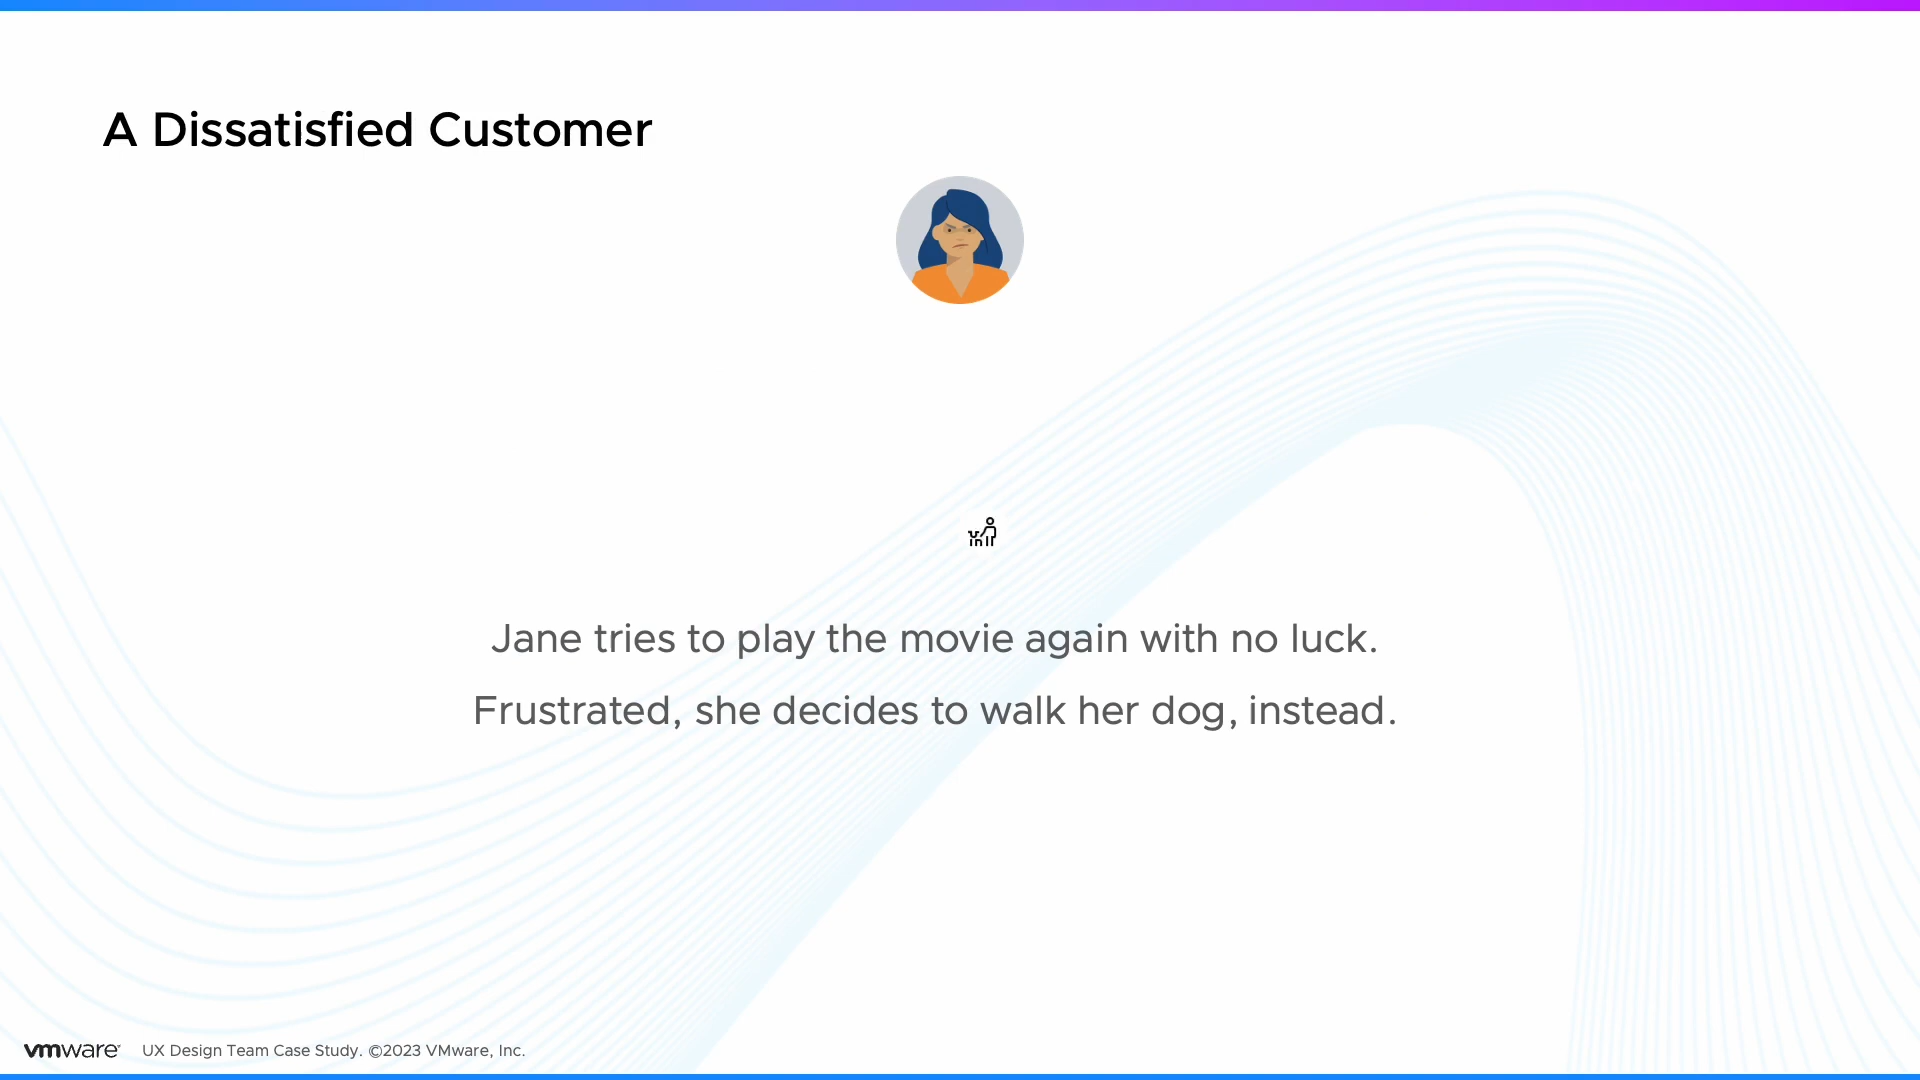 A Dissatisfied Customer
Jane tries to play the movie again with no luck.
Frustrated, she decides to walk her dog, instead.
vmware UX Design Team Case Study. ©2023 VMware, Inc.